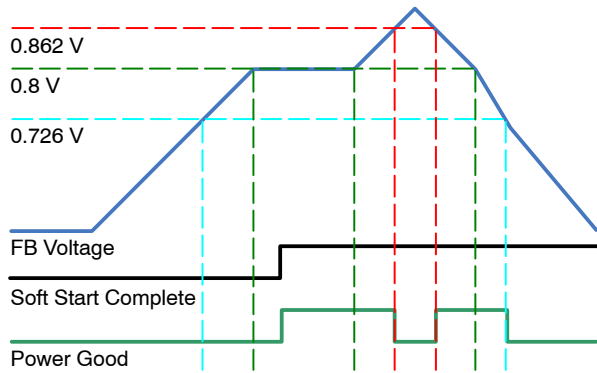 0.862 V
0.8 V
0.726 V
FB Voltage
Soft Start Complete
Power Good